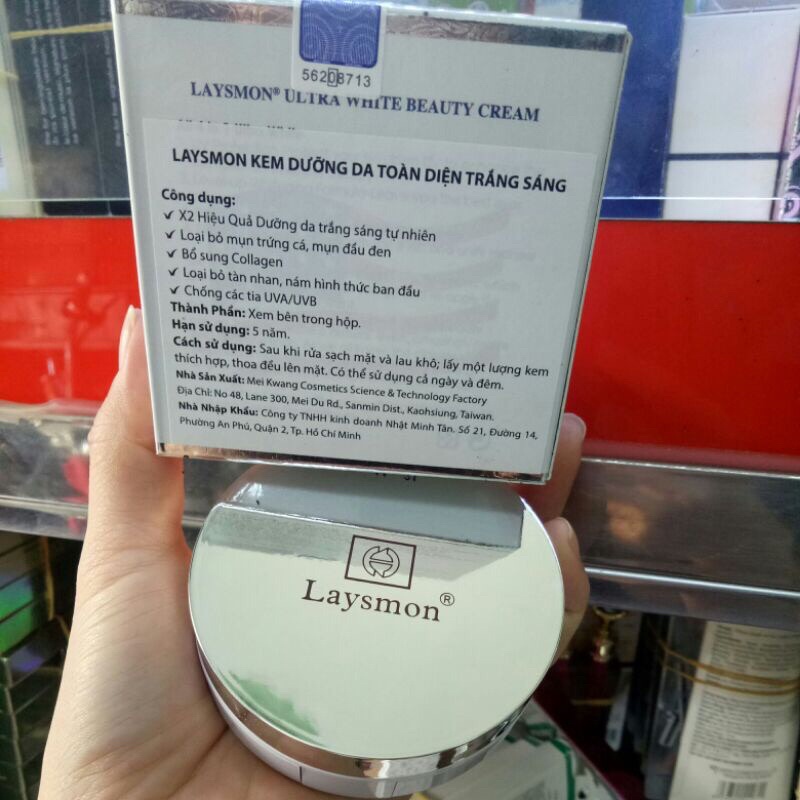 56208713
LAYSMON® ULTRA WHITE BEAUTY CREAM
LAYSMON KEM DƯỠNG DA TOÀN DIỆN TRẮNG SÁNG
Công dụng:
✓ X2 Hiệu Quả Dưỡng da trắng sáng tự nhiên
✓ Loại bỏ mụn trứng cá, mụn đầu đen
✓ Bổ sung Collagen
✓ Loại bỏ tàn nhan, nám hình thức ban đầu
✓ Chống các tia UVA/UVB
Thành Phần: Xem bên trong hộp.
Hạn sử dụng: 5 năm.
Cách sử dụng: Sau khi rửa sạch mặt và lau khô; lấy một lượng kem
thích hợp, thoa đều lên mặt. Có thể sử dụng cả ngày và đêm.
Nhà Sản Xuất: Mei Kwang Cosmetics Science & Technology Factory
Địa Chỉ: No 48, Lane 300, Mei Du Rd., Sanmin Dist., Kaohsiung, Taiwan.
Nhà Nhập Khẩu: Công ty TNHH kinh doanh Nhật Minh Tân. Số 21, Đường 14,
Phường An Phú, Quận 2, Tp. Hồ Chí Minh
Laysmon®